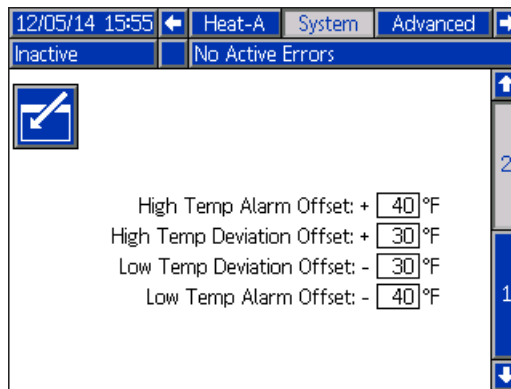 12/05/14 15:55 Heat-A System Advanced
Inactive No Active Errors
2
High Temp Alarm Offset: + 40 °F
High Temp Deviation Offset: + 30 °F
Low Temp Deviation Offset: - 30 °F
Low Temp Alarm Offset: - 40 °F
1